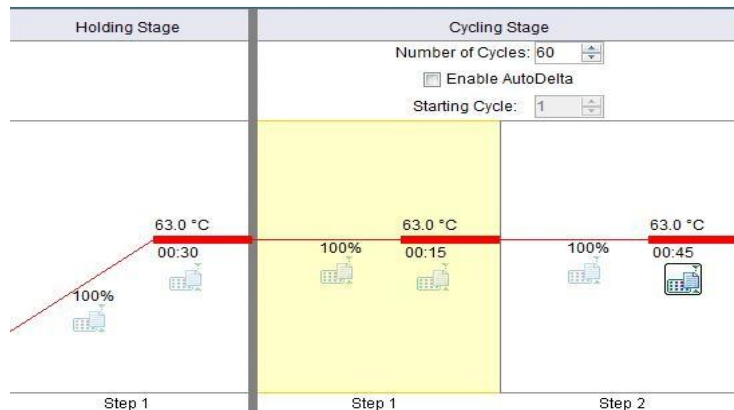 Holding Stage
Cycling Stage
Number of Cycles: 60
Enable AutoDelta
Starting Cycle: 1
63.0 °C
00:30
100%
63.0 °C
100%
00:15
63.0 °C
100%
00:45
Step 1
Step 1
Step 2